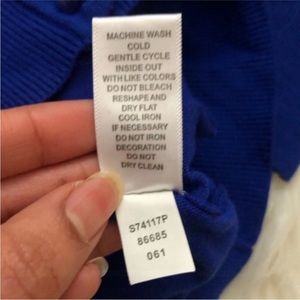 MACHINE WASH
COLD
GENTLE CYCLE
INSIDE OUT
WITH LIKE COLORS
DO NOT BLEACH
RESHAPE AND
DRY FLAT
COOL IRON
IF NECESSARY
DO NOT IRON
DECORATION
DO NOT
DRY CLEAN
S74117P
86685
061